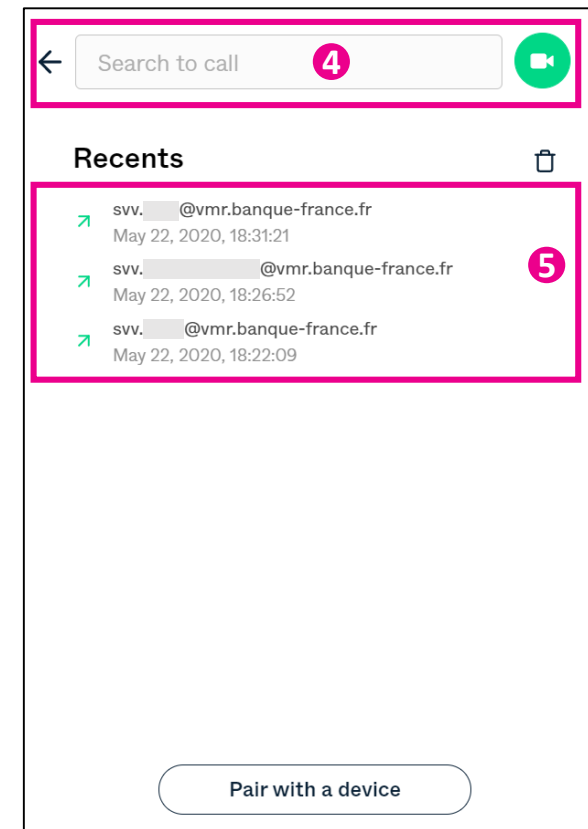 Search to call
4
Recents
svv. @vmr.banque-france.fr
May 22, 2020, 18:31:21
svv. @vmr.banque-france.fr
May 22, 2020, 18:26:52
5
svv. @vmr.banque-france.fr
May 22, 2020, 18:22:09
Pair with a device